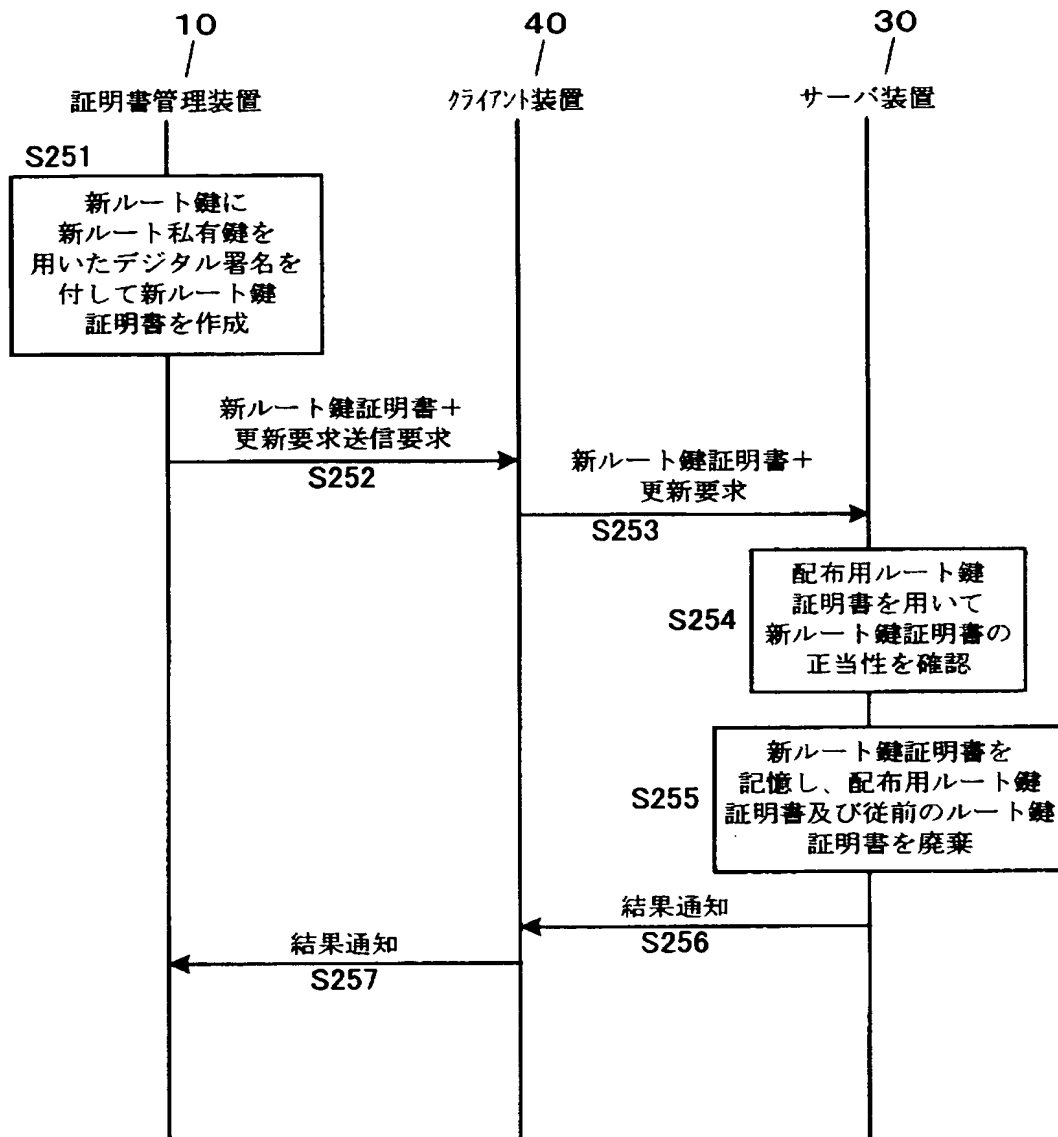 10
40
30
証明書管理装置
クライアント装置
サーバ装置
S251
新ルート鍵に
新ルート私有鍵を
用いたデジタル署名を
付して新ルート鍵
証明書を作成
新ルート鍵証明書＋
更新要求送信要求
S252
新ルート鍵証明書＋
更新要求
S253
S254
配布用ルート鍵
証明書を用いて
新ルート鍵証明書の
正当性を確認
S255
新ルート鍵証明書を
記憶し、配布用ルート鍵
証明書及び従前のルート鍵
証明書を廃棄
結果通知
S256
結果通知
S257